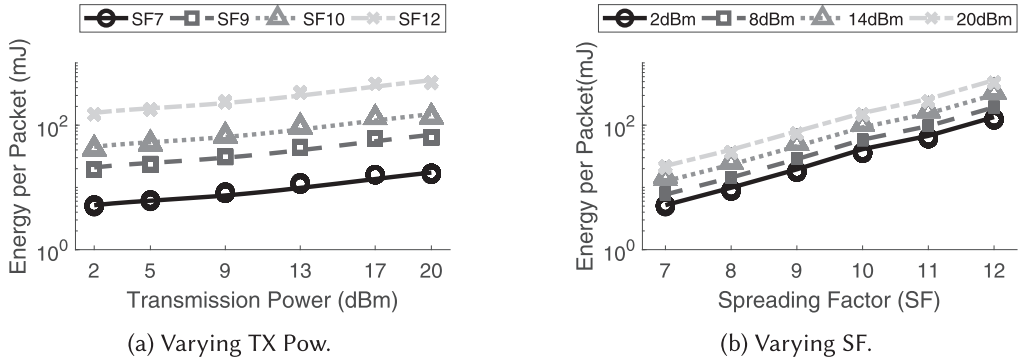 SF7 SF9 SF10 SF12
Energy per Packet (mJ)
10^2
10^0
2 5 9 13 17 20
Transmission Power (dBm)
(a) Varying TX Pow.
2dBm 8dBm 14dBm 20dBm
Energy per Packet(mJ)
10^2
10^0
7 8 9 10 11 12
Spreading Factor (SF)
(b) Varying SF.